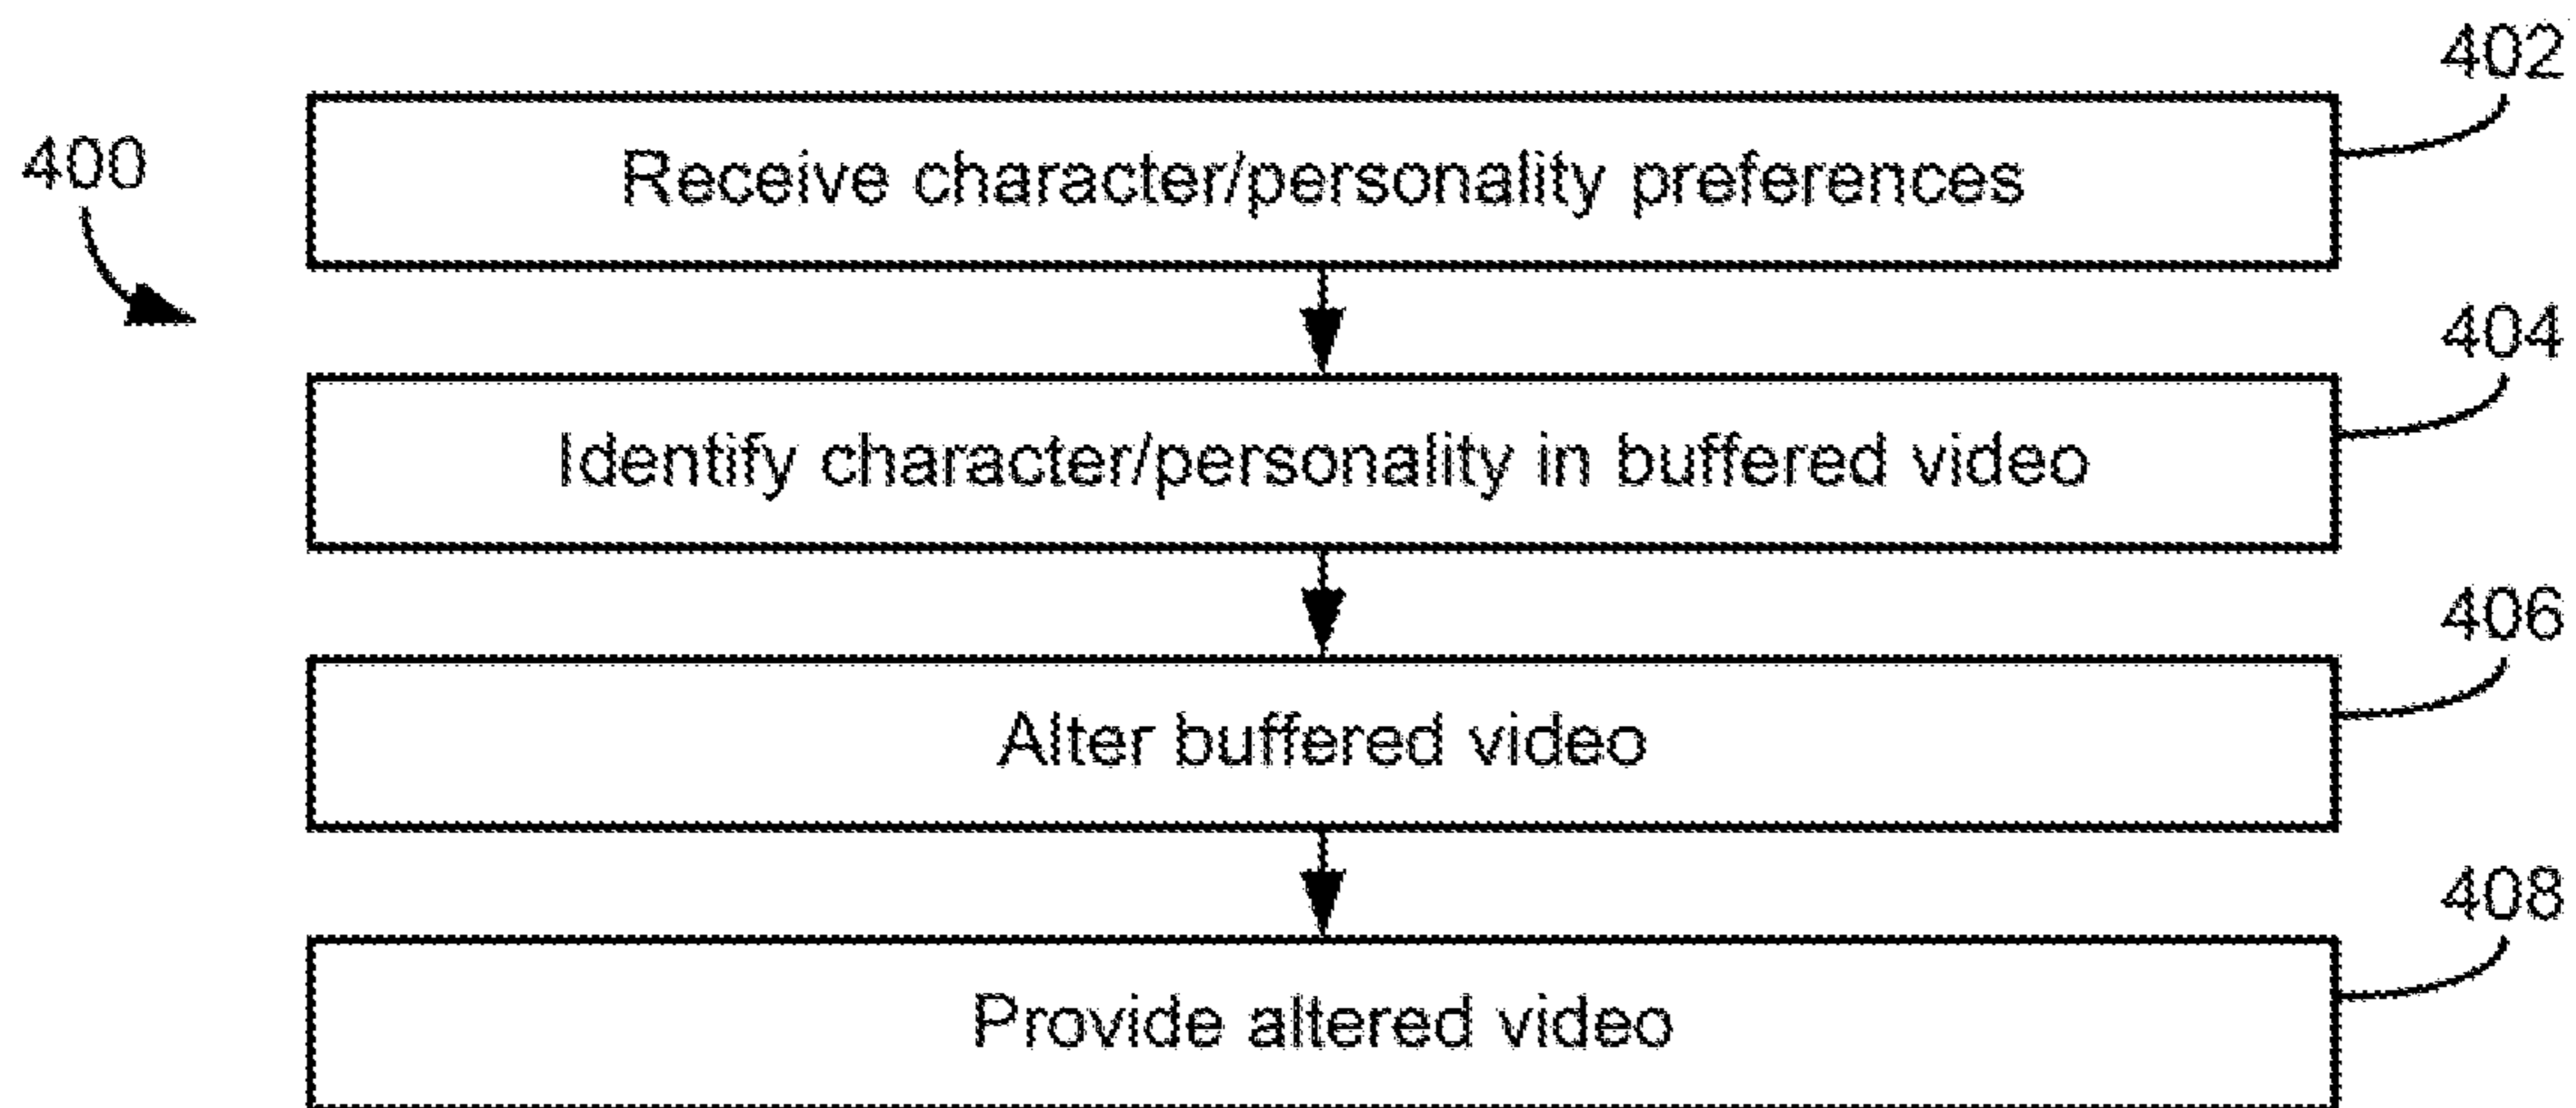 402
400
Receive character/personality preferences
404
Identify character/personality in buffered video
406
Alter buffered video
408
Provide altered video